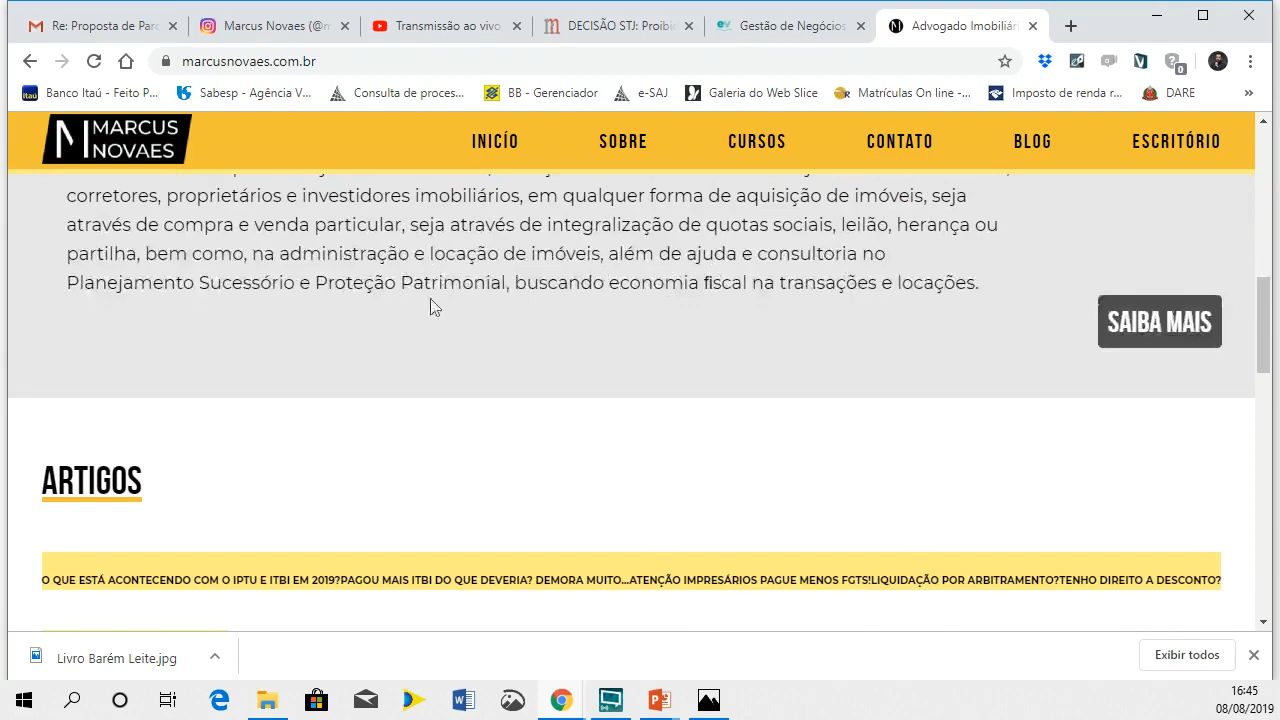 Re: Proposta de Parc
Marcus Novaes (@m
Transmissão ao vivo
DECISÃO STJ: Proibi
Gestão de Negócios
Advogado Imobiliári
marcusnovaes.com.br
0
itaú
Banco Itaú - Feito P...
Sabesp - Agência V...
Consulta de proces...
BB - Gerenciador
e-SAJ
Galeria do Web Slice
Matrículas On line -...
Imposto de renda r...
DARE
»
MARCUS
NOVAES
INICÍO
SOBRE
CURSOS
CONTATO
BLOG
ESCRITÓRIO
corretores, proprietários e investidores imobiliários, em qualquer forma de aquisição de imóveis, seja
através de compra e venda particular, seja através de integralização de quotas sociais, leilão, herança ou
partilha, bem como, na administração e locação de imóveis, além de ajuda e consultoria no
Planejamento Sucessório e Proteção Patrimonial, buscando economia fiscal na transações e locações.
SAIBA MAIS
ARTIGOS
O QUE ESTÁ ACONTECENDO COM O IPTU E ITBI EM 2019?PAGOU MAIS ITBI DO QUE DEVERIA? DEMORA MUITO...ATENÇÃO IMPRESÁRIOS PAGUE MENOS FGTS!LIQUIDAÇÃO POR ARBITRAMENTO?TENHO DIREITO A DESCONTO?
Livro Barém Leite.jpg
Exibir todos
16:45
08/08/2019